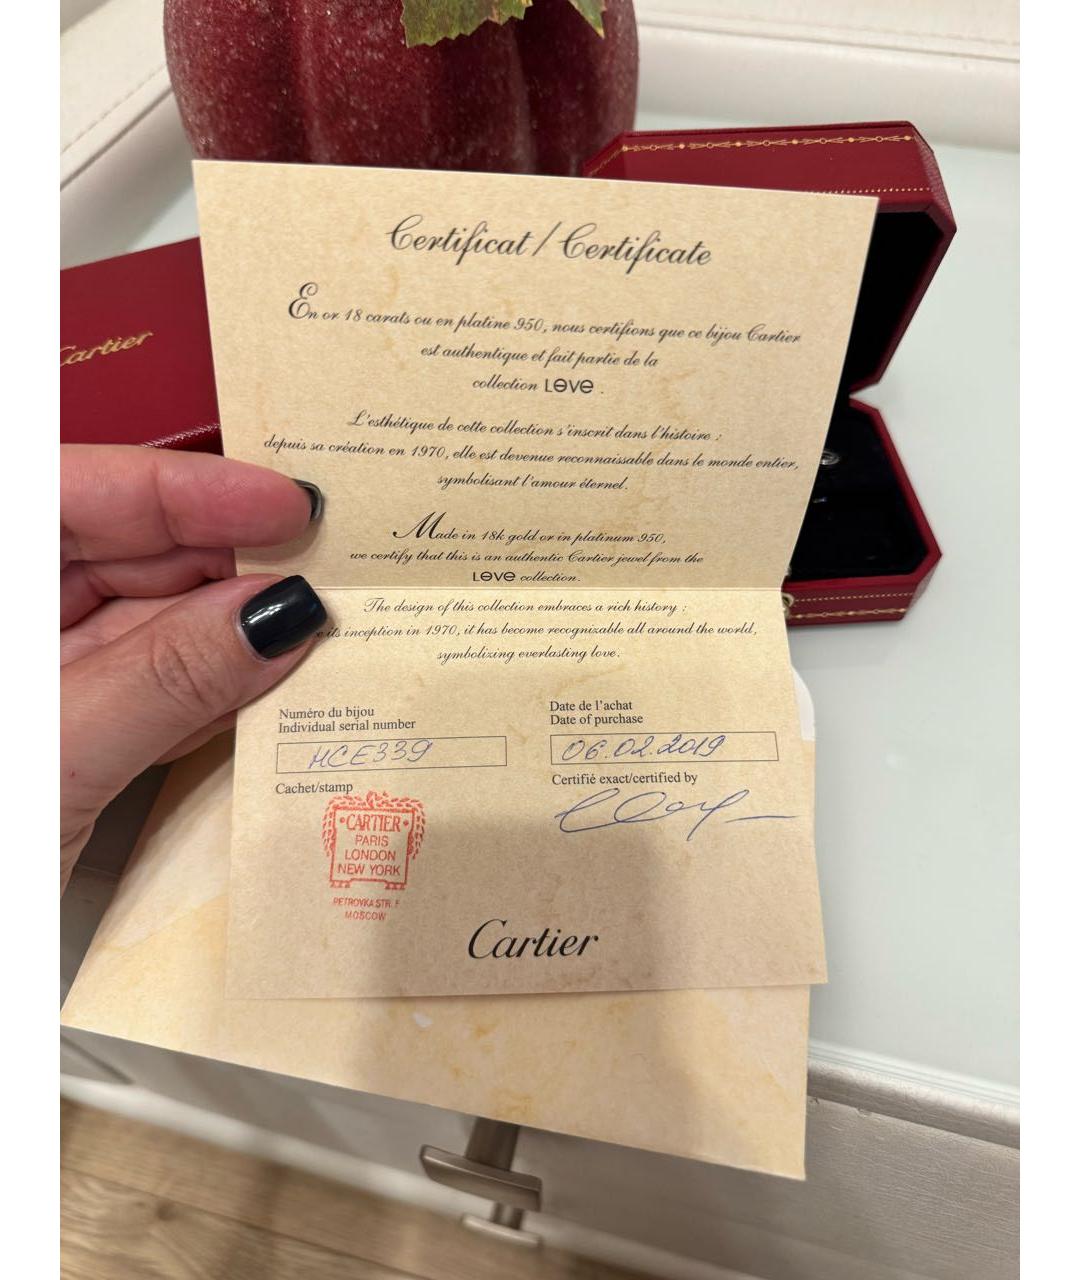 Certificat / Certificate
En or 18 carats ou en platine 950, nous certifions que ce bijou Cartier
est authentique et fait partie de la
collection LOVE .
L'esthétique de cette collection s'inscrit dans l'histoire :
depuis sa création en 1970, elle est devenue reconnaissable dans le monde entier,
symbolisant l'amour éternel.
Made in 18k gold or in platinum 950,
we certify that this is an authentic Cartier jewel from the
LOVE collection.
The design of this collection embraces a rich history :
its inception in 1970, it has become recognizable all around the world,
symbolizing everlasting love.
Numéro du bijou
Individual serial number
HCE339
Date de l'achat
Date of purchase
06.02.2019
Cachet/stamp
Certifié exact/certified by
CARTIER
PARIS
LONDON
NEW YORK
PETROVKA STR.
MOSCOW
Cartier
Cartier